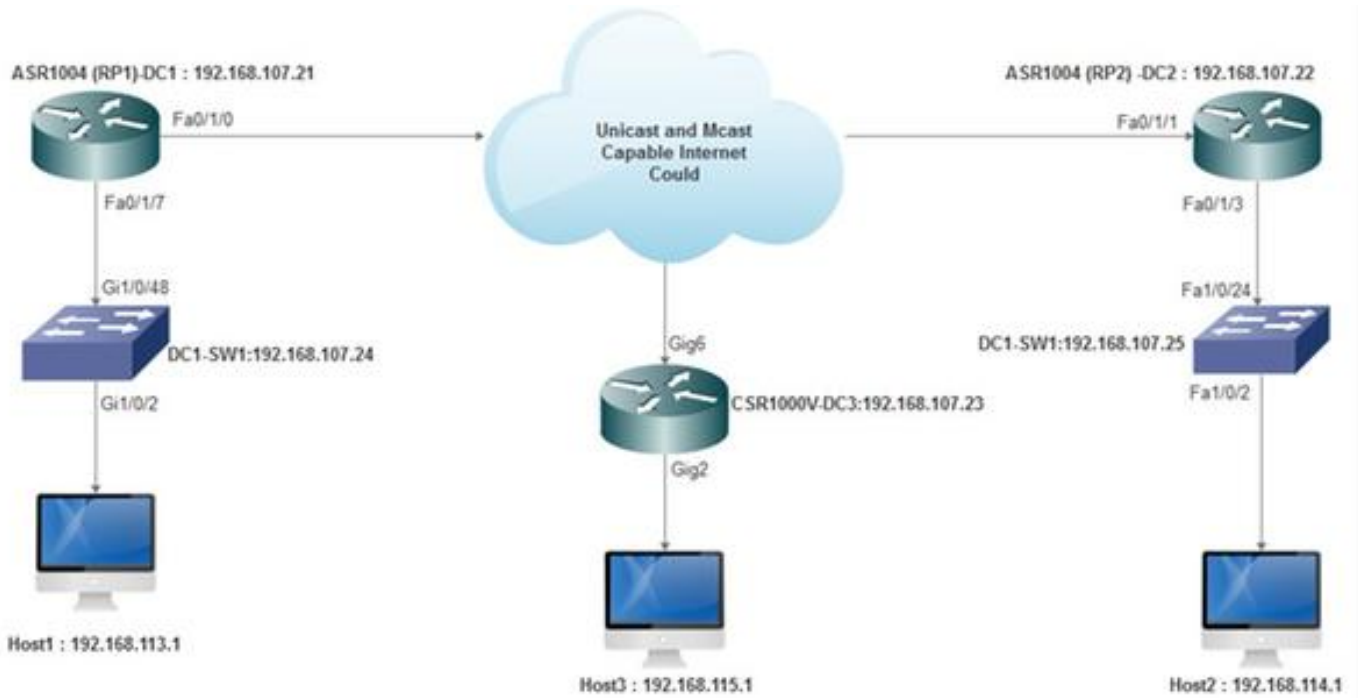 ASR1004 (RP1)-DC1 : 192.168.107.21
ASR1004 (RP2) -DC2 : 192.168.107.22
Fa0/1/0
Unicast and Mcast
Capable Internet
Could
Fa0/1/1
Fa0/1/7
Fa0/1/3
Gi1/0/48
Fa1/0/24
DC1-SW1:192.168.107.24
Gig6
DC1-SW1:192.168.107.25
Gi1/0/2
CSR1000V-DC3:192.168.107.23
Fa1/0/2
Gig2
Host1 : 192.168.113.1
Host3 : 192.168.115.1
Host2 : 192.168.114.1